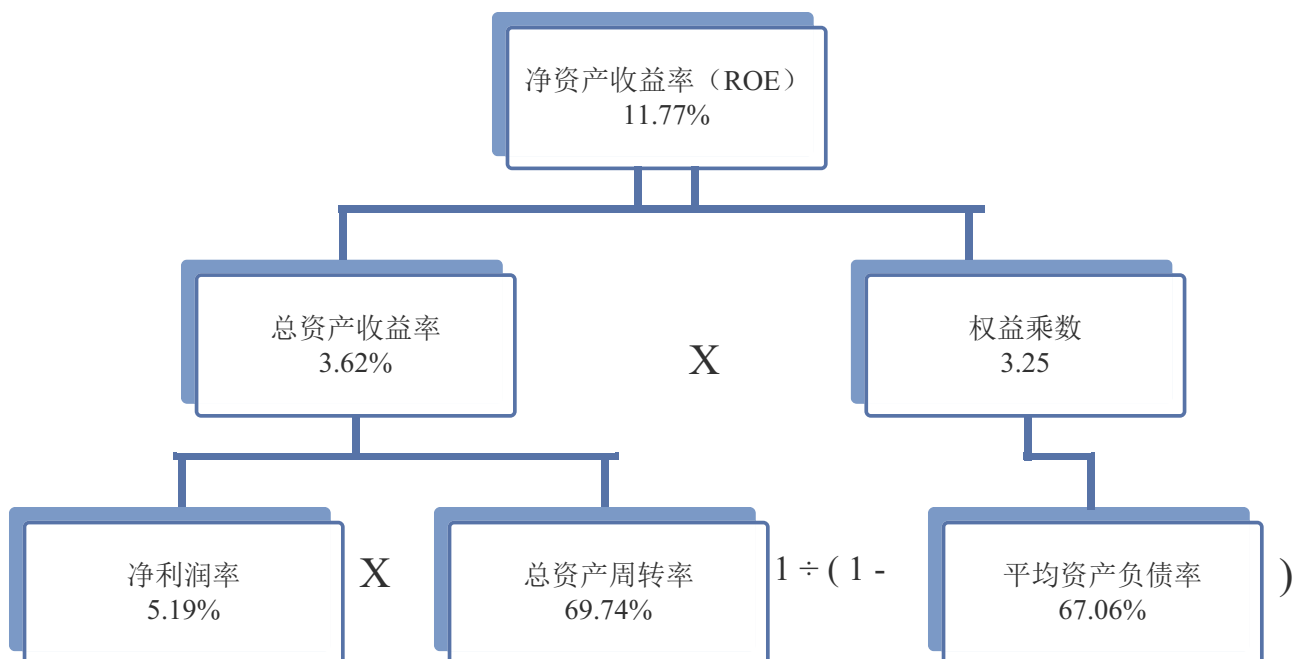 净资产收益率（ROE）
11.77%
总资产收益率
3.62%
X
权益乘数
3.25
净利润率
5.19%
X
总资产周转率
69.74%
1 ÷ ( 1 -
平均资产负债率
67.06%
)